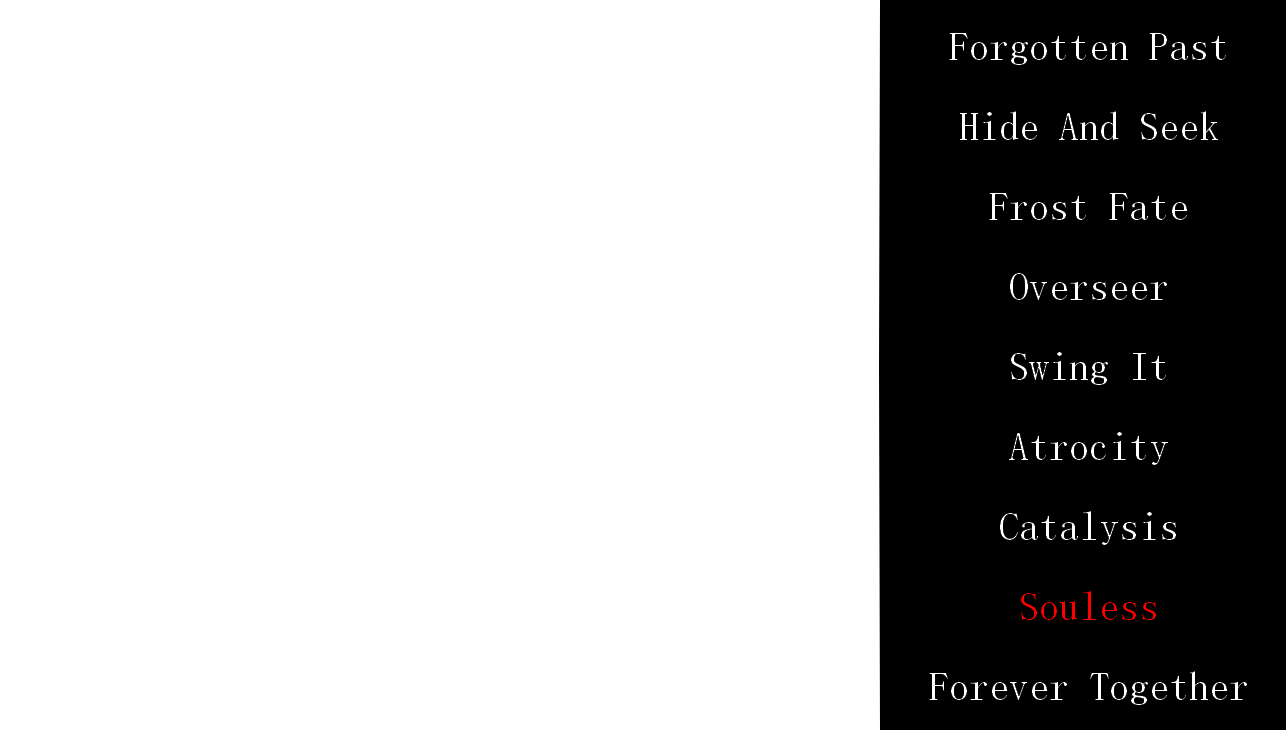 Forgotten Past
Hide And Seek
Frost Fate
Overseer
Swing It
Atrocity
Catalysis
Souless
Forever Together